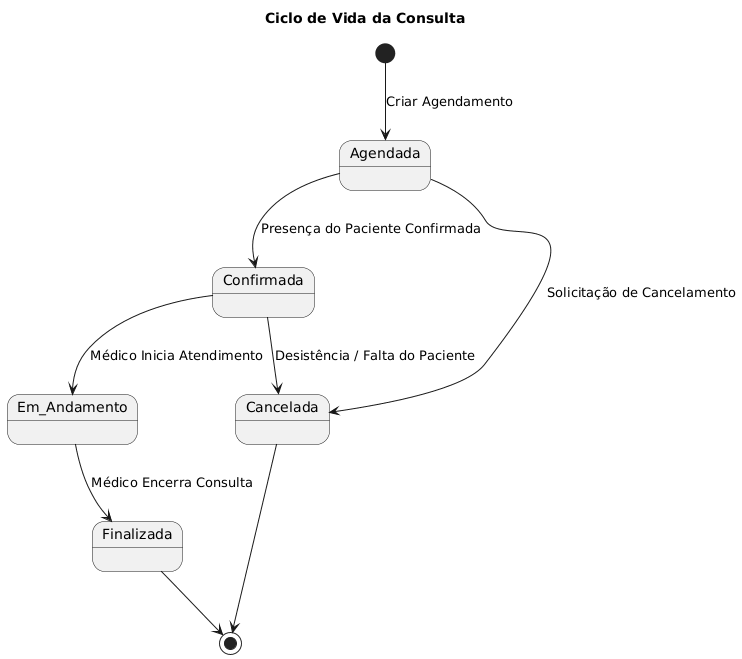 Ciclo de Vida da Consulta
Criar Agendamento
Agendada
Presença do Paciente Confirmada
Confirmada
Solicitação de Cancelamento
Médico Inicia Atendimento
Desistência / Falta do Paciente
Em_Andamento
Cancelada
Médico Encerra Consulta
Finalizada